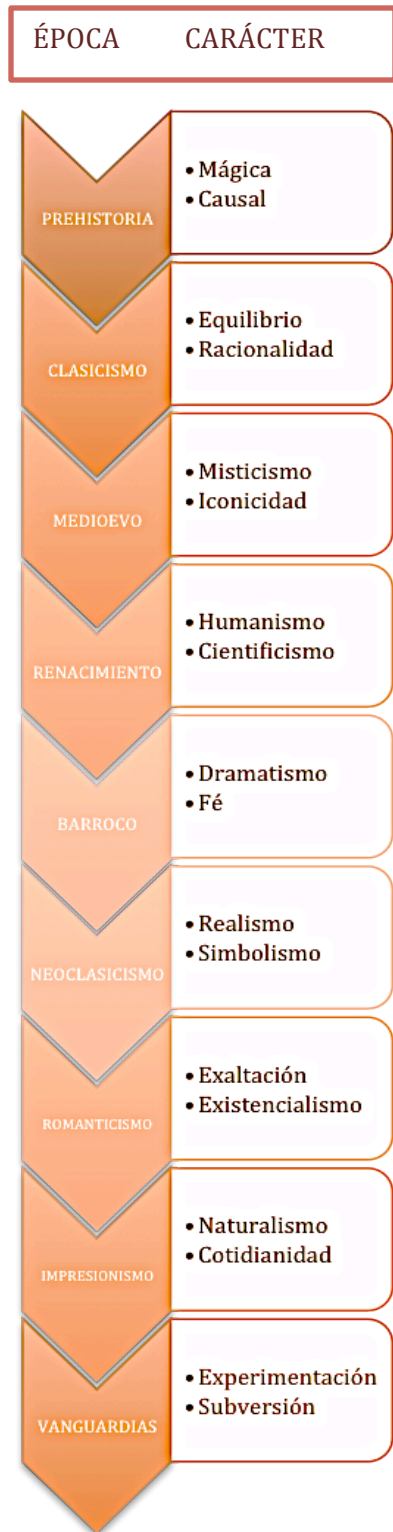 ÉPOCA CARÁCTER
PREHISTORIA
• Mágica
• Causal
CLASICISMO
• Equilibrio
• Racionalidad
MEDIOEVO
• Misticismo
• Iconicidad
RENACIMIENTO
• Humanismo
• Cientificismo
BARROCO
• Dramatismo
• Fé
NEOCLASICISMO
• Realismo
• Simbolismo
ROMANTICISMO
• Exaltación
• Existencialismo
IMPRESIONISMO
• Naturalismo
• Cotidianidad
VANGUARDIAS
• Experimentación
• Subversión